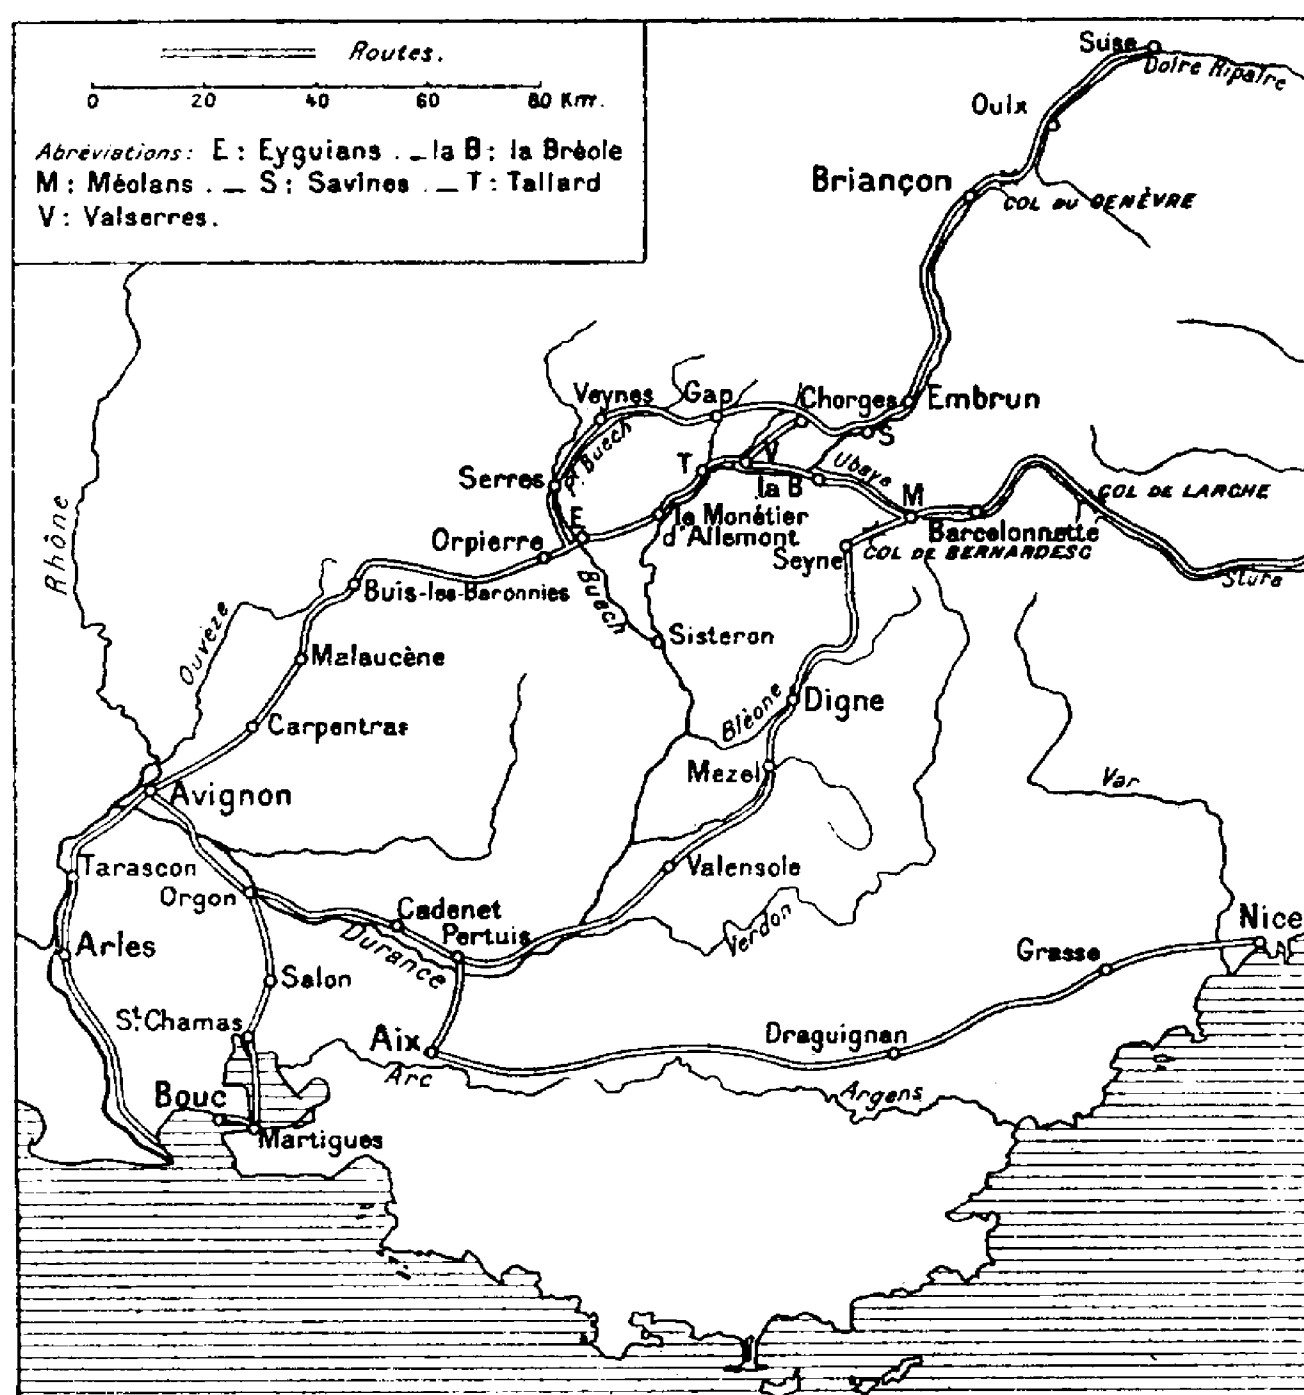 Routes.
0 20 40 60 80 Km.
Abréviations: E : Eyguians . _ la B : la Bréole
M : Méolans . _ S : Savines . _ T : Tallard
V : Valserres .
Suse
Doire Ripaire
Oulx
Briançon
COL DU GENÈVRE
Veynes
Gap
Chorges
Embrun
S
Pt Buech
Serres
T
V
Ubaye
la B
M
COL DE LARCHE
Rhône
E
le Monétier
d'Allemont
Barcelonnette
Orpierre
Seyne
COL DE BERNARDESC
Stura
Buis-les-Baronnies
Buech
Ouvèze
Sisteron
Malaucène
Carpentras
Bléone
Digne
Mezel
Var
Avignon
Tarascon
Valensole
Orgon
Cadenet
Durance
Pertuis
Verdon
Nice
Arles
Grasse
Salon
St. Chamas
Aix
Draguignan
Arc
Argens
Bouc
Martigues